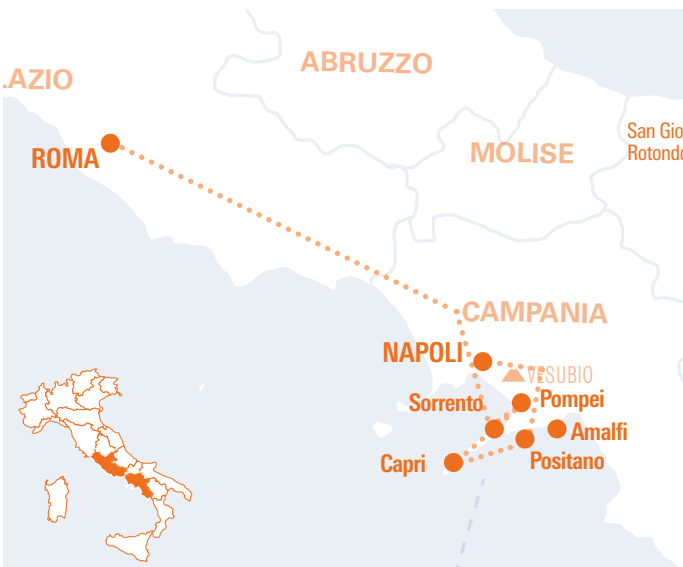 ABRUZZO
LAZIO
San Gio
Rotondo
ROMA
MOLISE
CAMPANIA
NAPOLI
VESUBIO
Sorrento
Pompei
Amalfi
Capri
Positano